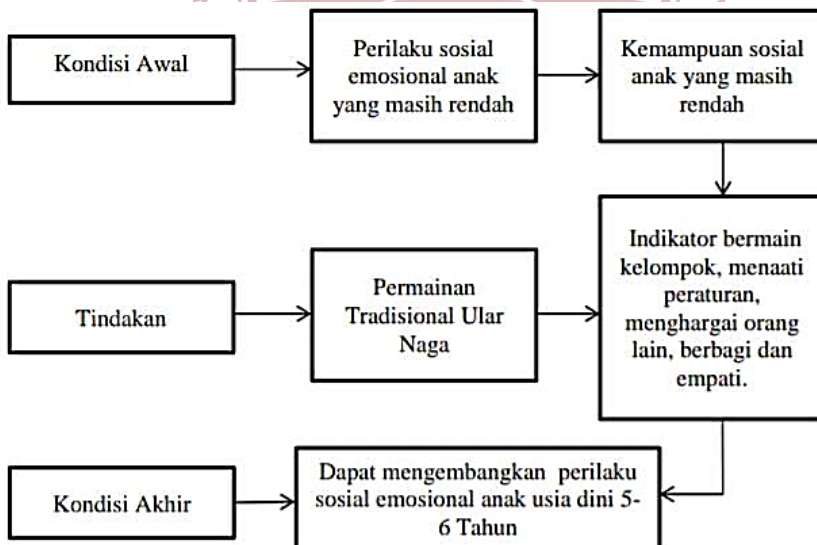 Kondisi Awal
Perilaku sosial
emosional anak
yang masih rendah
Kemampuan sosial
anak yang masih
rendah
Tindakan
Permainan
Tradisional Ular
Naga
Indikator bermain
kelompok, menaati
peraturan,
menghargai orang
lain, berbagi dan
empati.
Kondisi Akhir
Dapat mengembangkan  perilaku
sosial emosional anak usia dini 5-
6 Tahun